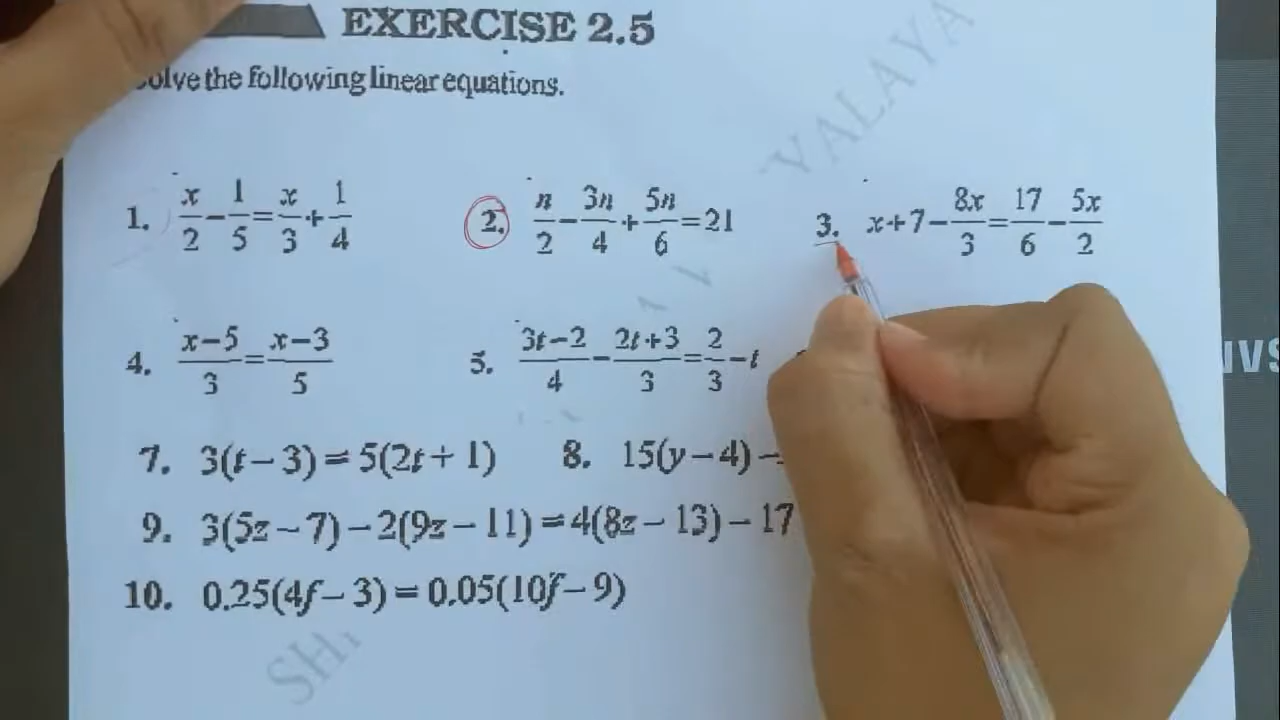 EXERCISE 2.5
olve the following linear equations.
1. x/2 − 1/5 = x/3 + 1/4
2. n/2 − 3n/4 + 5n/6 = 21
3. x + 7 − 8x/3 = 17/6 − 5x/2
4. x−5/3 = x−3/5
5. 3t−2/4 − 2t+3/3 = 2/3 − t
7. 3(t − 3) = 5(2t + 1)
8. 15(y − 4) −
9. 3(5z − 7) − 2(9z − 11) = 4(8z − 13) − 17
10. 0.25(4f − 3) = 0.05(10f − 9)
YALAYA
A V
SH